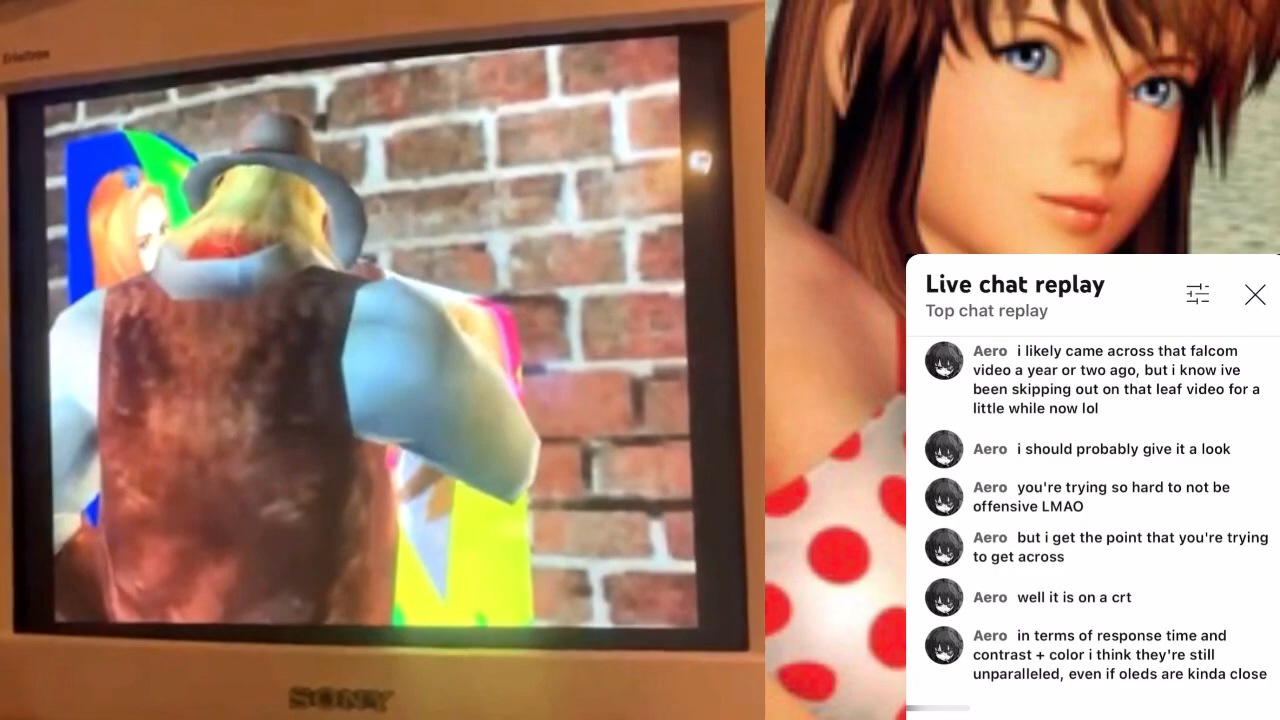 Trinitron
SONY
Live chat replay
Top chat replay
Aero i likely came across that falcom
video a year or two ago, but i know ive
been skipping out on that leaf video for a
little while now lol
Aero i should probably give it a look
Aero you're trying so hard to not be
offensive LMAO
Aero but i get the point that you're trying
to get across
Aero well it is on a crt
Aero in terms of response time and
contrast + color i think they're still
unparalleled, even if oleds are kinda close